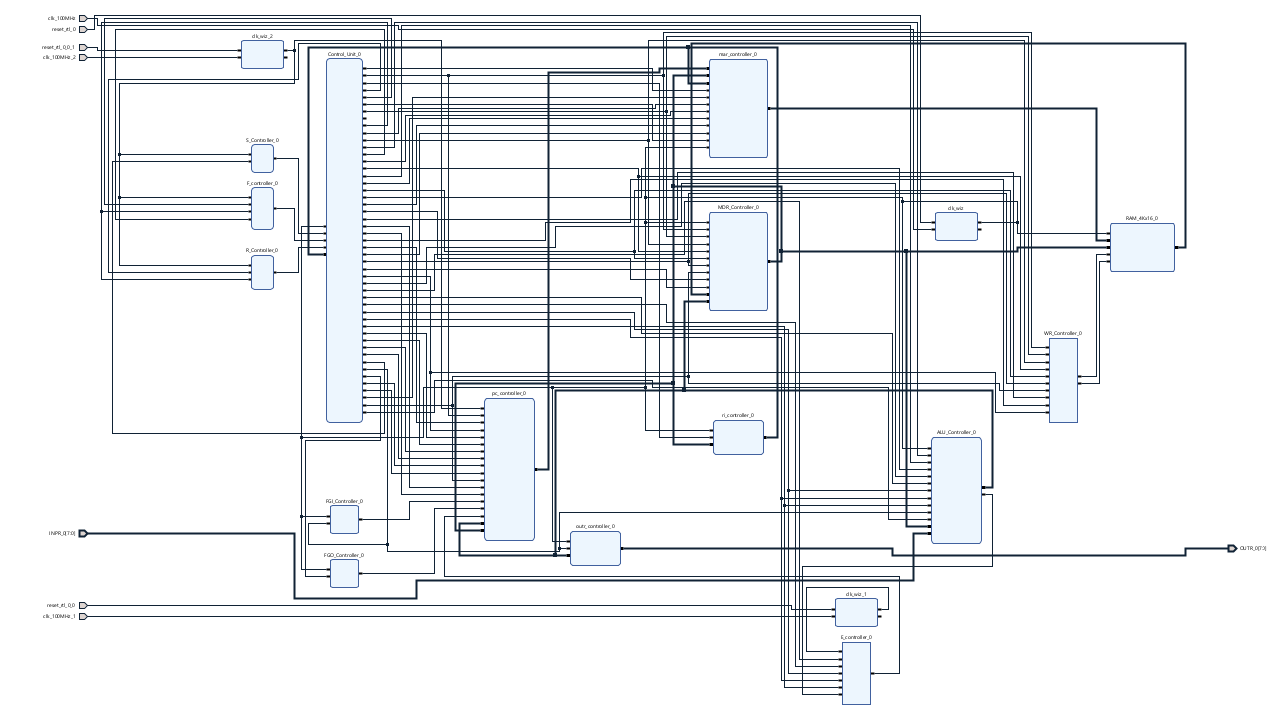 clk_100MHz
reset_rtl_0
reset_rtl_0_0_1
clk_100MHz_2
clk_wiz_2
Control_Unit_0
mar_controller_0
S_Controller_0
F_controller_0
R_Controller_0
MDR_Controller_0
clk_wiz
RAM_4Kx16_0
WR_Controller_0
pc_controller_0
ri_controller_0
ALU_Controller_0
FGI_Controller_0
outr_controller_0
INPR_0[7:0]
FGO_Controller_0
OUTR_0[7:0]
reset_rtl_0_0
clk_100MHz_1
clk_wiz_1
E_controller_0